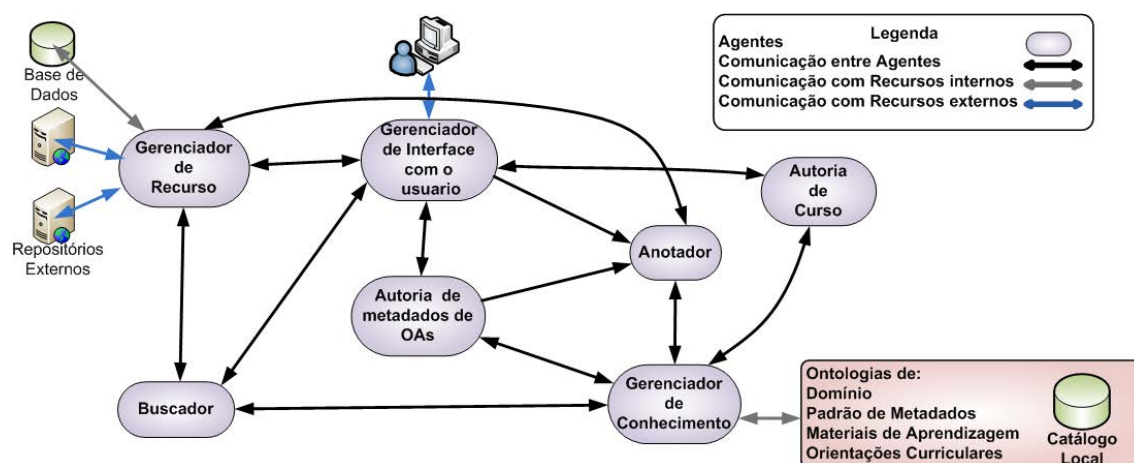 Base de
Dados
Repositórios
Externos
Gerenciador
de
Recurso
Gerenciador
de Interface
com o
usuario
Autoria
de
Curso
Anotador
Autoria de
metadados de
OAs
Buscador
Gerenciador
de
Conhecimento
Legenda
Agentes
Comunicação entre Agentes
Comunicação com Recursos internos
Comunicação com Recursos externos
Ontologias de:
Domínio
Padrão de Metadados
Materiais de Aprendizagem
Orientações Curriculares
Catálogo
Local